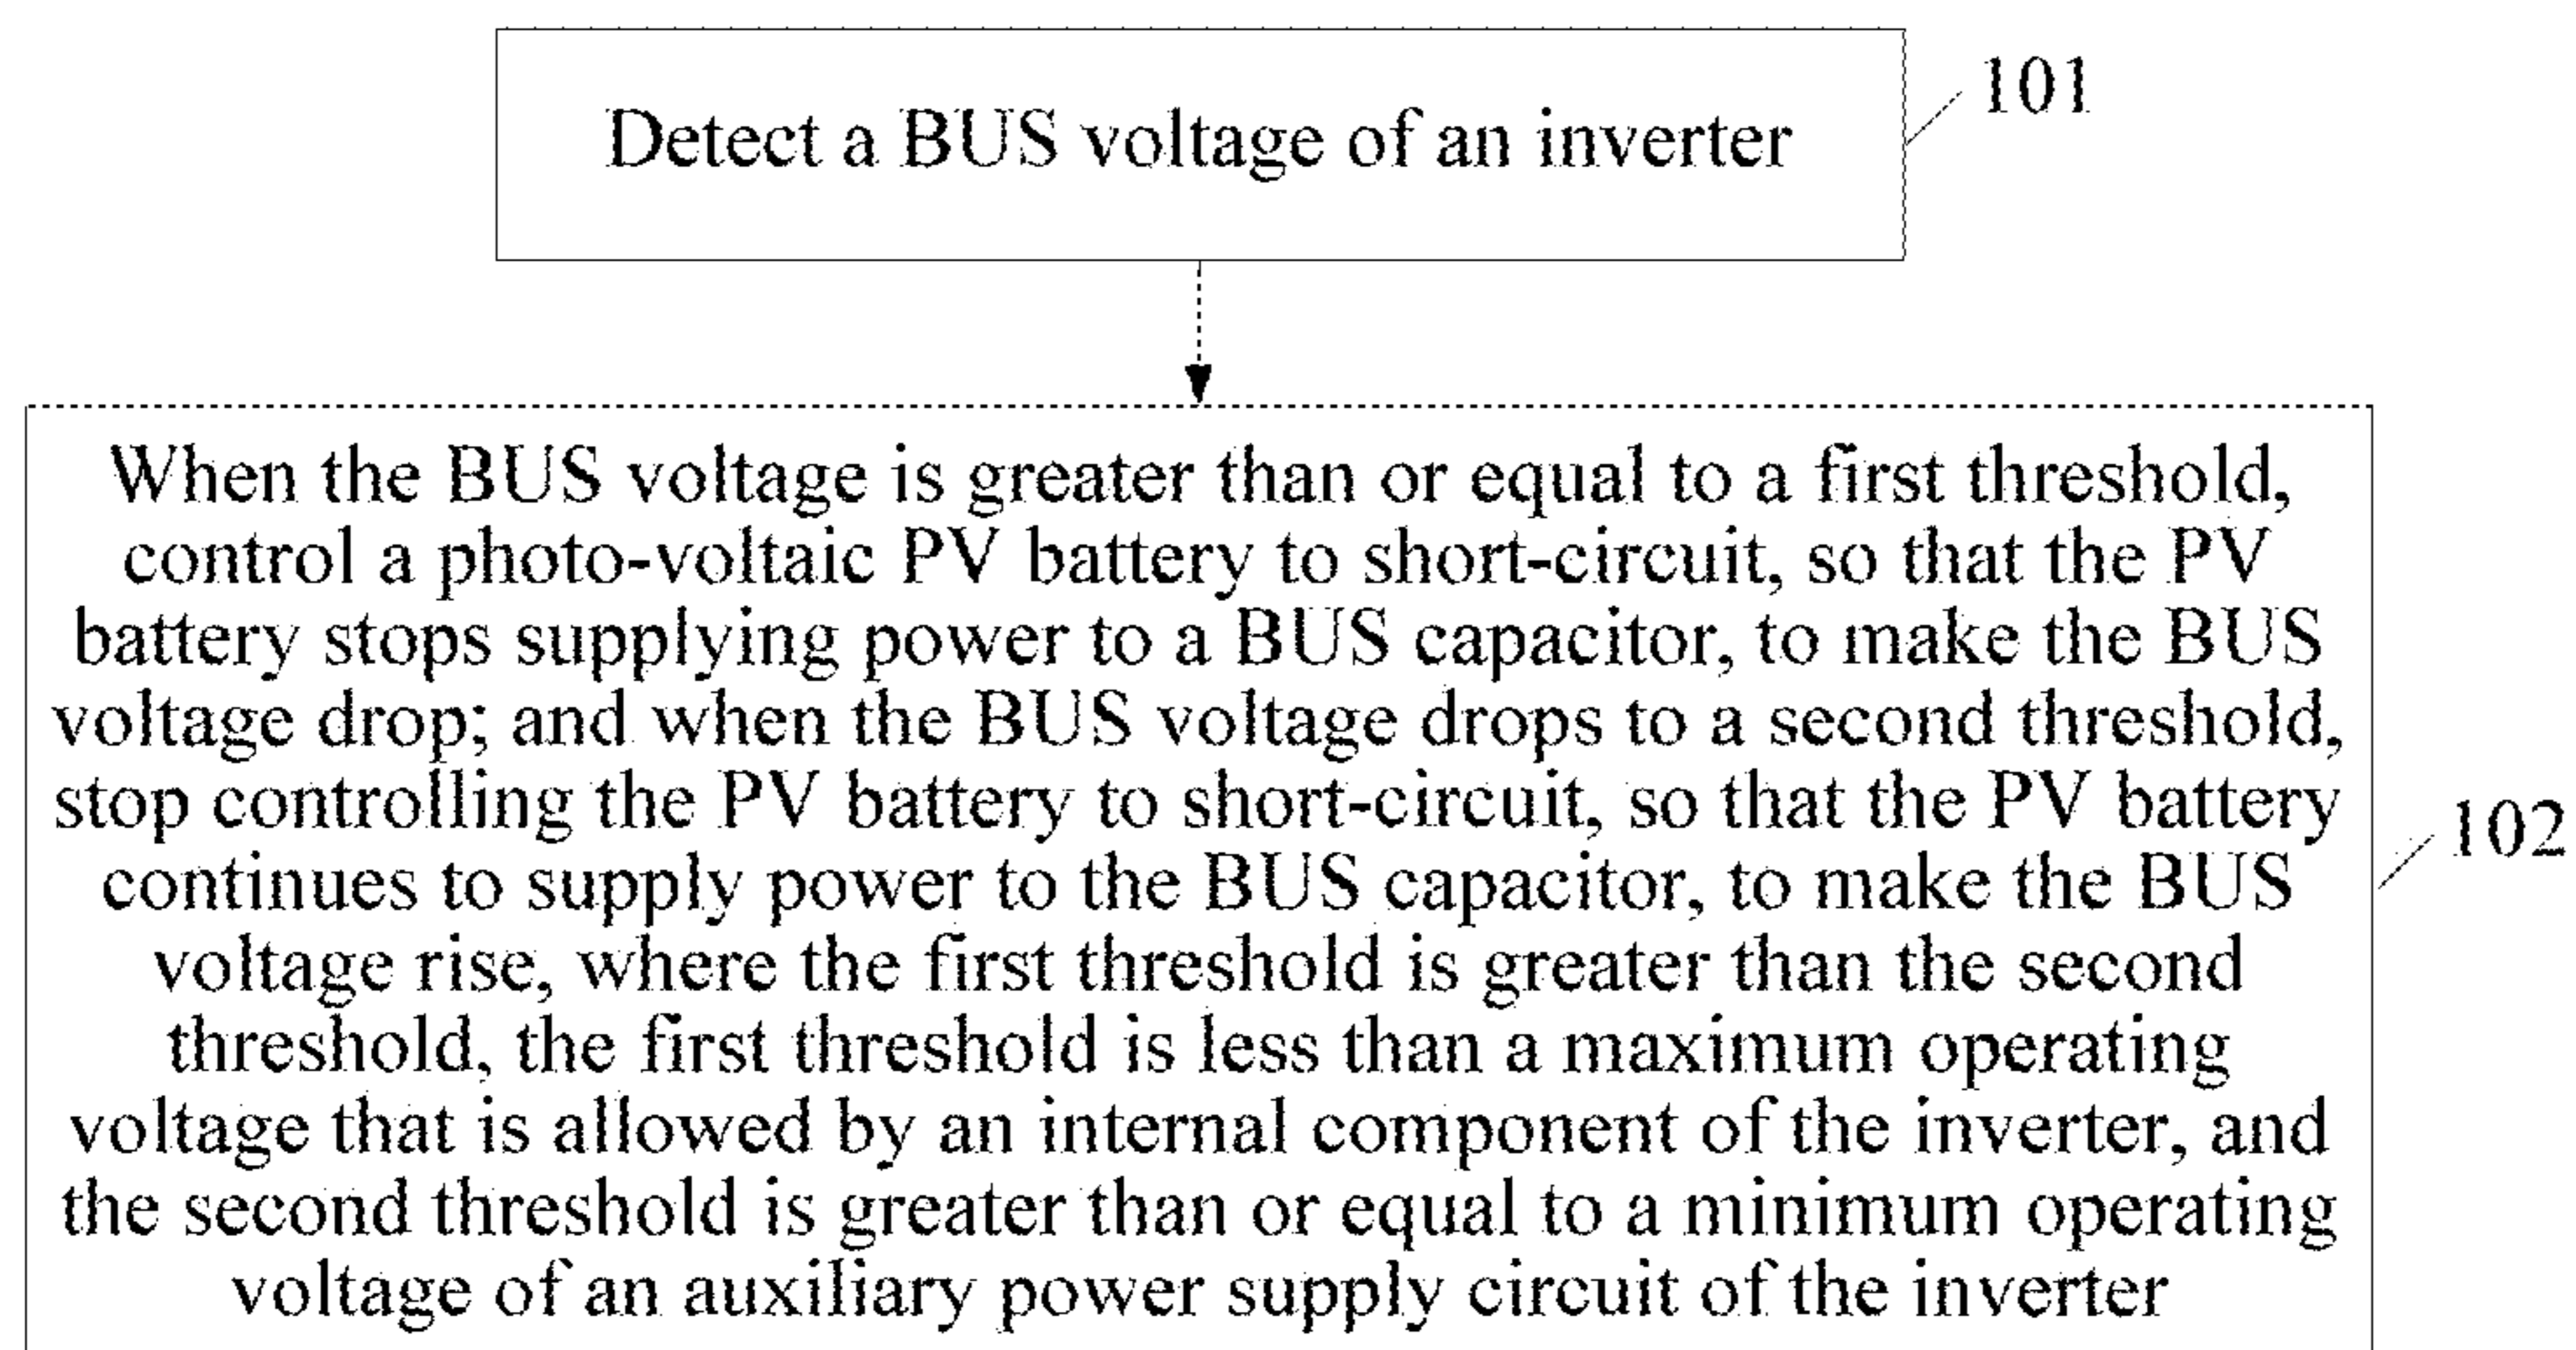 Detect a BUS voltage of an inverter
101
When the BUS voltage is greater than or equal to a first threshold,
control a photo-voltaic PV battery to short-circuit, so that the PV
battery stops supplying power to a BUS capacitor, to make the BUS
voltage drop; and when the BUS voltage drops to a second threshold,
stop controlling the PV battery to short-circuit, so that the PV battery
continues to supply power to the BUS capacitor, to make the BUS
voltage rise, where the first threshold is greater than the second
threshold, the first threshold is less than a maximum operating
voltage that is allowed by an internal component of the inverter, and
the second threshold is greater than or equal to a minimum operating
voltage of an auxiliary power supply circuit of the inverter
102